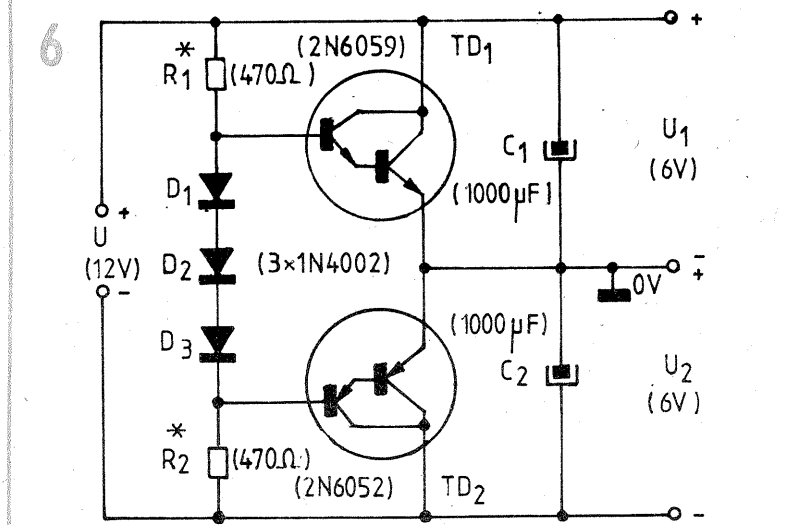 6
(2N6059) TD1
+
*
R1 (470Ω)
U1
(6V)
C1
D1
(1000µF)
+
U
(12V)
-
D2 (3×1N4002)
-
+
0V
D3
(1000µF)
C2
U2
(6V)
*
R2 (470Ω)
(2N6052) TD2
-